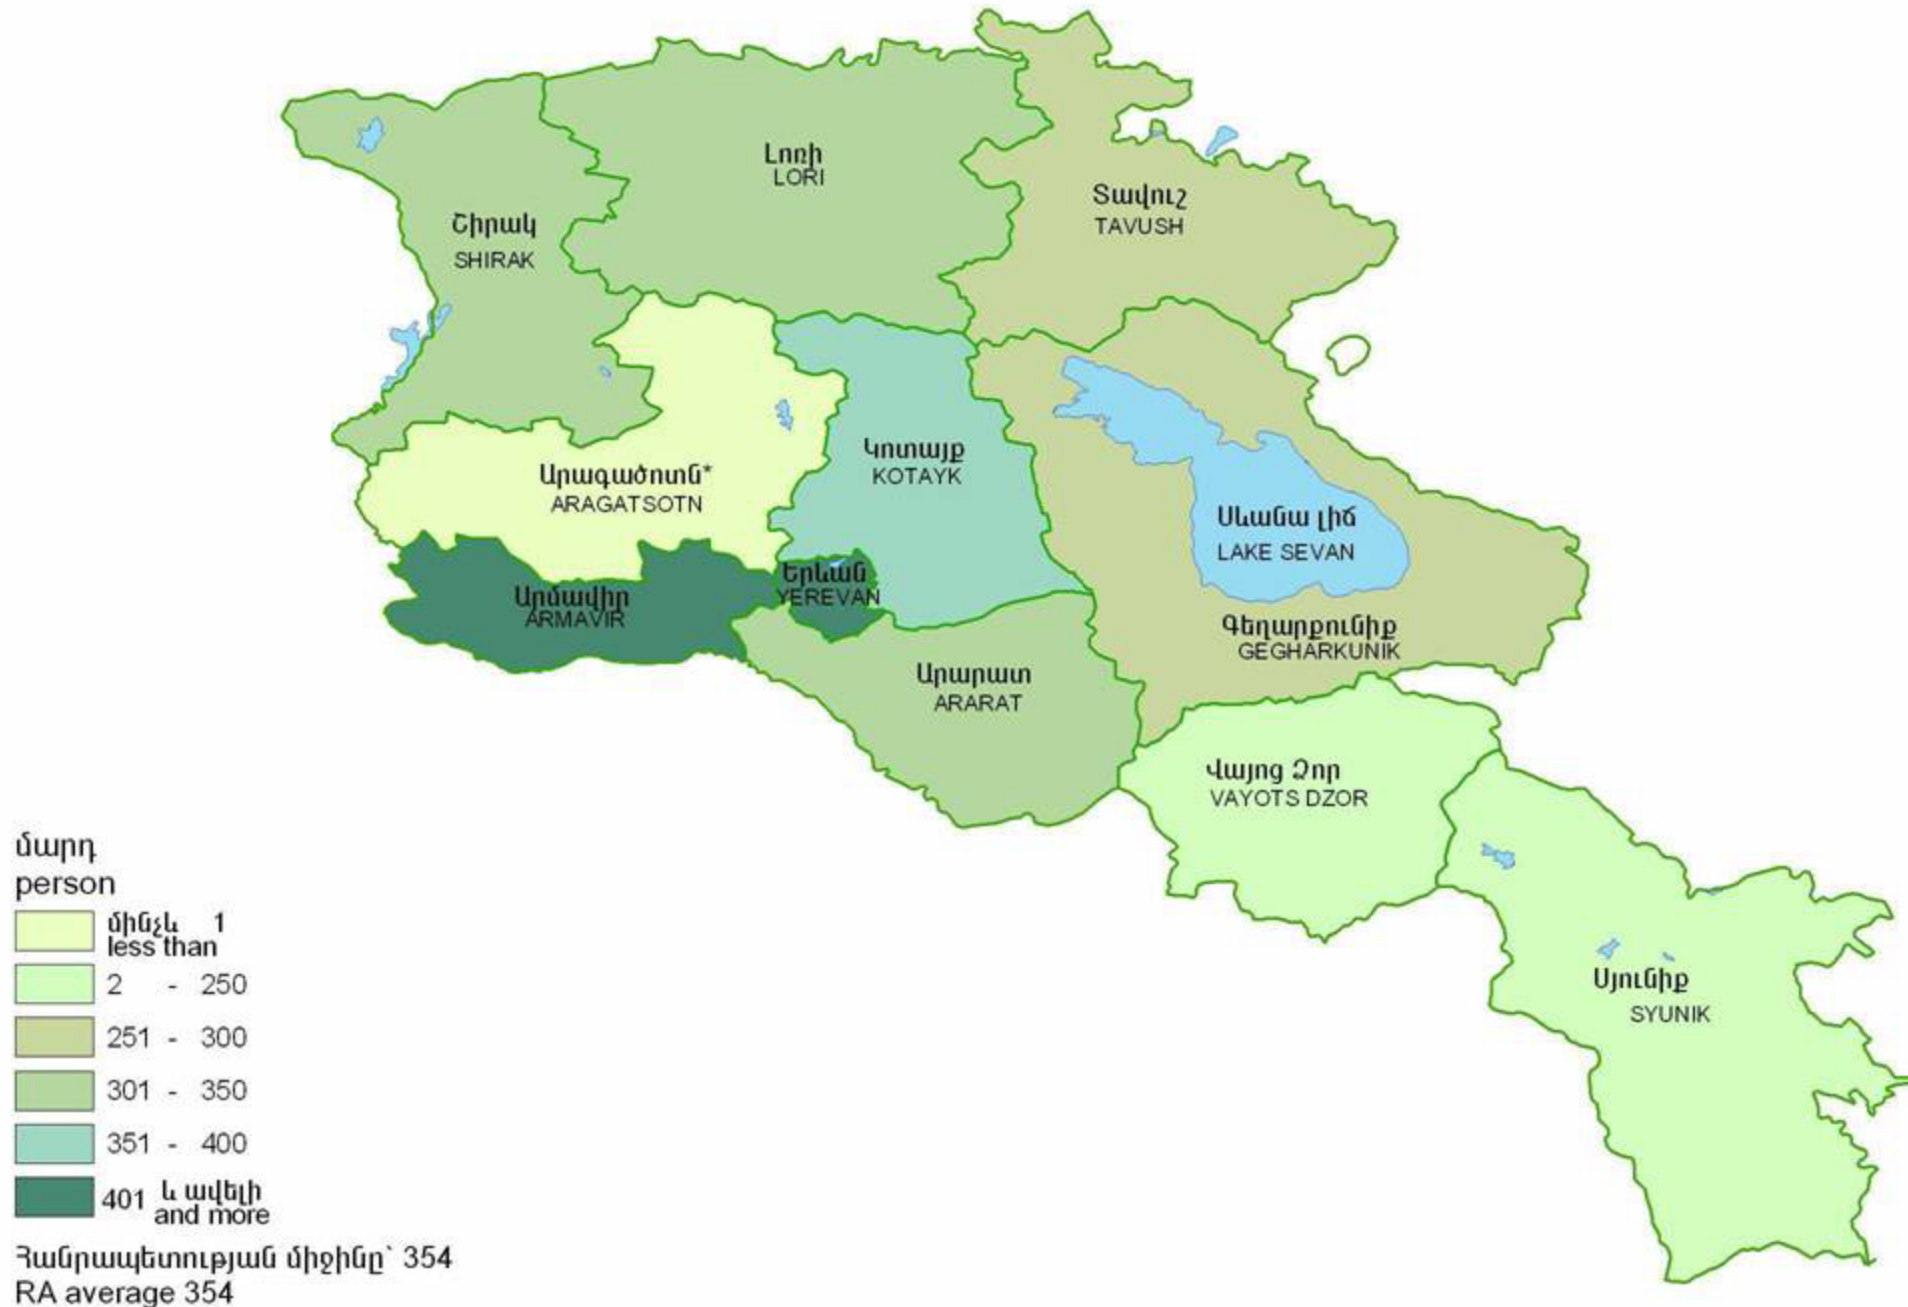 Լոռի
LORI
Տավուշ
TAVUSH
Շիրակ
SHIRAK
Կոտայք
KOTAYK
Արագածոտն*
ARAGATSOTN
Սևանա լիճ
LAKE SEVAN
Երևան
YEREVAN
Արմավիր
ARMAVIR
Գեղարքունիք
GEGHARKUNIK
Արարատ
ARARAT
Վայոց Ձոր
VAYOTS DZOR
Սյունիք
SYUNIK
մարդ
person
մինչև 1
less than
2 - 250
251 - 300
301 - 350
351 - 400
401 և ավելի
and more
Հանրապետության միջինը՝ 354
RA average 354